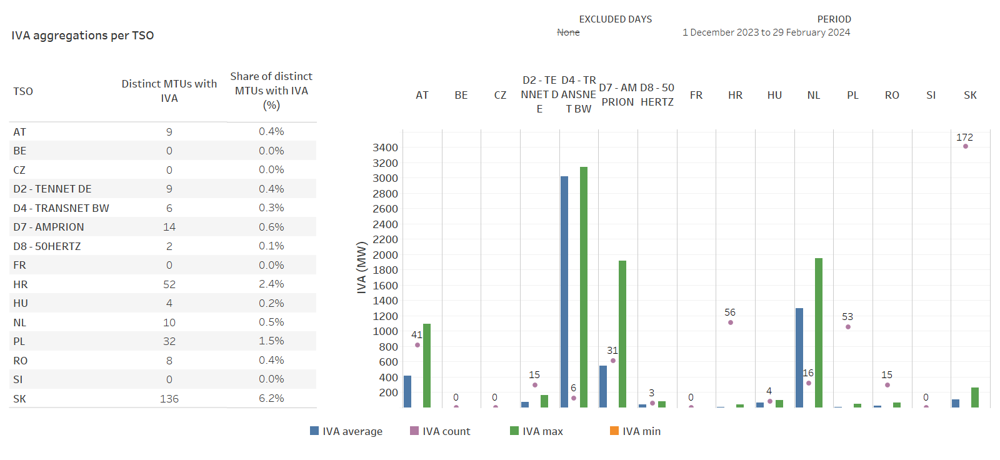 EXCLUDED DAYS
PERIOD
None
1 December 2023 to 29 February 2024
IVA aggregations per TSO
TSO
Distinct MTUs with
IVA
Share of distinct
MTUs with IVA
(%)
AT 9 0.4%
BE 0 0.0%
CZ 0 0.0%
D2 - TENNET DE 9 0.4%
D4 - TRANSNET BW 6 0.3%
D7 - AMPRION 14 0.6%
D8 - 50HERTZ 2 0.1%
FR 0 0.0%
HR 52 2.4%
HU 4 0.2%
NL 10 0.5%
PL 32 1.5%
RO 8 0.4%
SI 0 0.0%
SK 136 6.2%
AT
BE
CZ
D2 - TE
NNET D
E
D4 - TR
ANSNE
T BW
D7 - AM
PRION
D8 - 50
HERTZ
FR
HR
HU
NL
PL
RO
SI
SK
IVA (MW)
3400
3200
3000
2800
2600
2400
2200
2000
1800
1600
1400
1200
1000
800
600
400
200
41
0
0
15
6
31
3
0
56
4
16
53
15
0
172
IVA average
IVA count
IVA max
IVA min